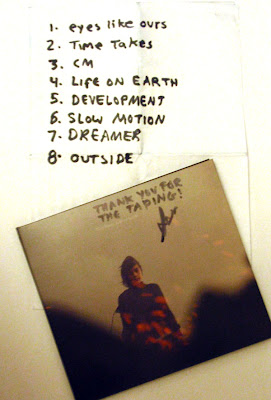 1. eyes like ours
2. Time Takes
3. CM
4. LIFE ON EARTH
5. DEVELOPMENT
6. SLOW MOTION
7- DREAMER
8. OUTSIDE
THANK YOU FOR
THE TAPING!